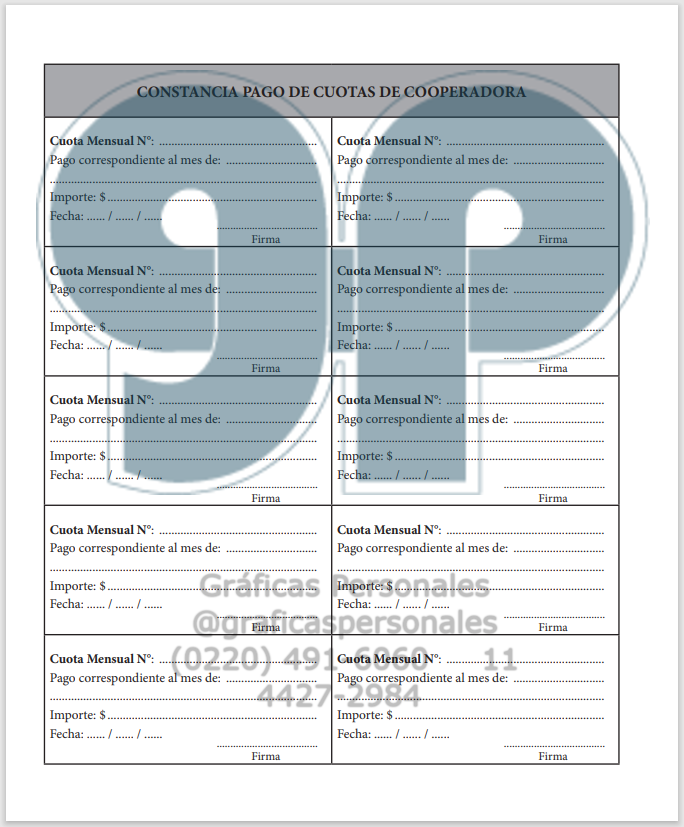 CONSTANCIA PAGO DE CUOTAS DE COOPERADORA
Cuota Mensual N°: ................................................
Pago correspondiente al mes de: ............................
..................................................................................
Importe: $ ................................................................
Fecha: ...... / ...... / ......
...............................
Firma
Cuota Mensual N°: ................................................
Pago correspondiente al mes de: ............................
..................................................................................
Importe: $ ................................................................
Fecha: ...... / ...... / ......
...............................
Firma
Cuota Mensual N°: ................................................
Pago correspondiente al mes de: ............................
..................................................................................
Importe: $ ................................................................
Fecha: ...... / ...... / ......
...............................
Firma
Cuota Mensual N°: ................................................
Pago correspondiente al mes de: ............................
..................................................................................
Importe: $ ................................................................
Fecha: ...... / ...... / ......
...............................
Firma
Cuota Mensual N°: ................................................
Pago correspondiente al mes de: ............................
..................................................................................
Importe: $ ................................................................
Fecha: ...... / ...... / ......
...............................
Firma
Cuota Mensual N°: ................................................
Pago correspondiente al mes de: ............................
..................................................................................
Importe: $ ................................................................
Fecha: ...... / ...... / ......
...............................
Firma
Cuota Mensual N°: ................................................
Pago correspondiente al mes de: ............................
..................................................................................
Importe: $ ................................................................
Fecha: ...... / ...... / ......
...............................
Firma
Cuota Mensual N°: ................................................
Pago correspondiente al mes de: ............................
..................................................................................
Importe: $ ................................................................
Fecha: ...... / ...... / ......
...............................
Firma
Cuota Mensual N°: ................................................
Pago correspondiente al mes de: ............................
..................................................................................
Importe: $ ................................................................
Fecha: ...... / ...... / ......
...............................
Firma
Cuota Mensual N°: ................................................
Pago correspondiente al mes de: ............................
..................................................................................
Importe: $ ................................................................
Fecha: ...... / ...... / ......
...............................
Firma
gp
Gráficas Personales
@graficaspersonales
(0220) 491-6060 11
4427-2984